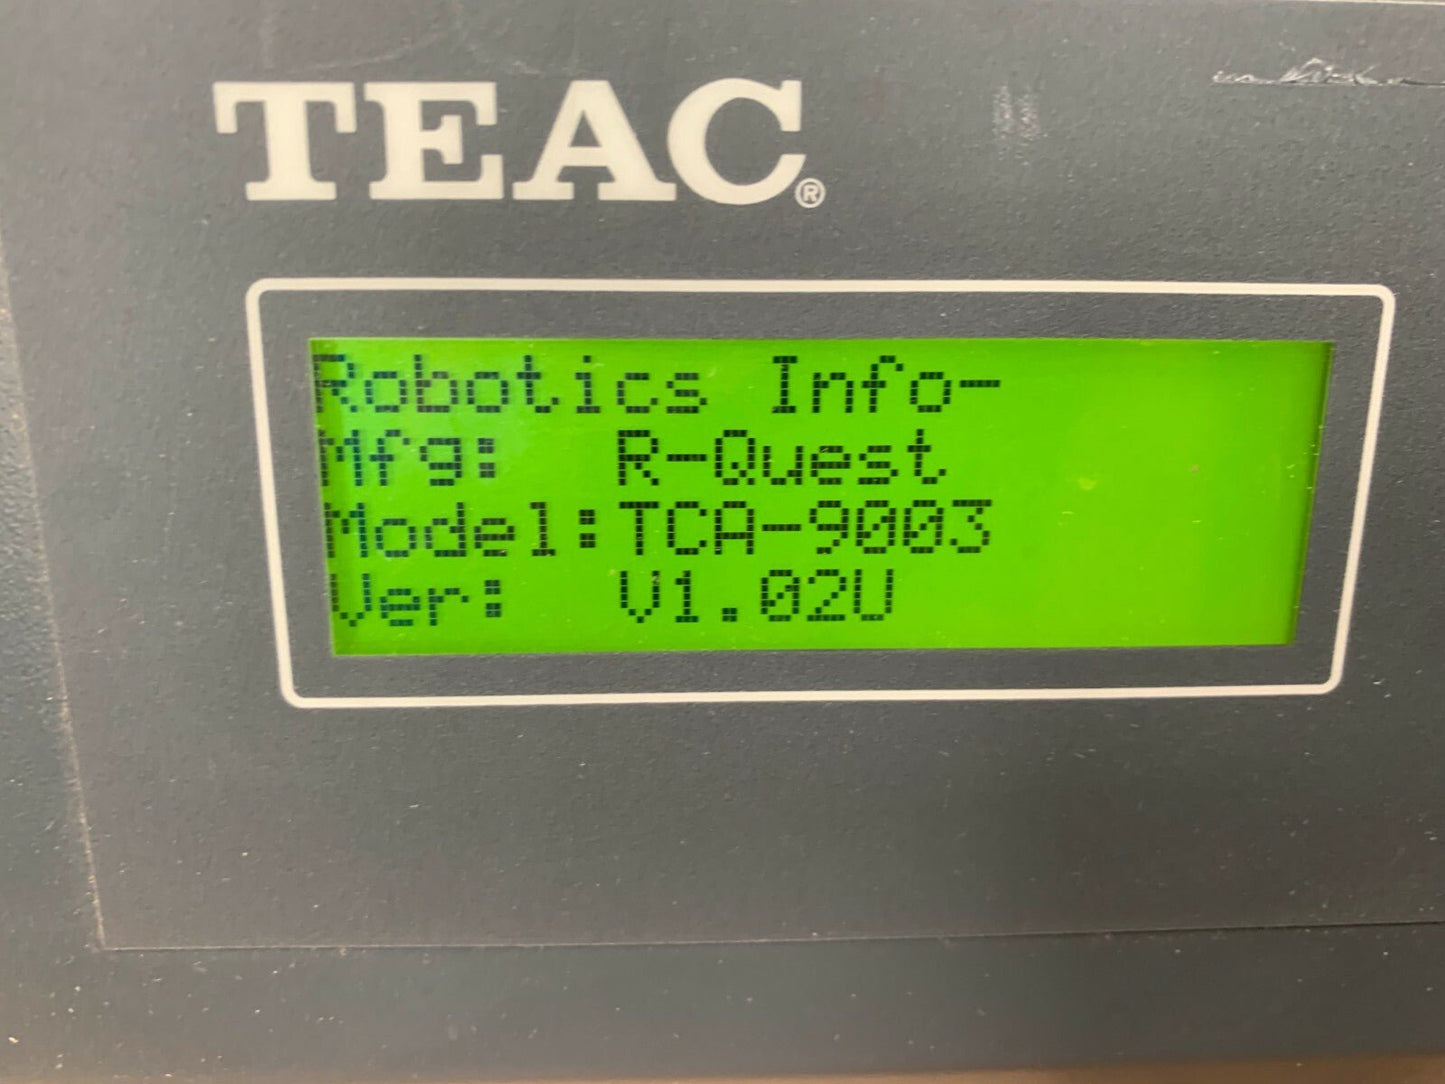 TEAC®
Robotics Info-
Mfg: R-Quest
Model:TCA-9003
Ver: V1.02U